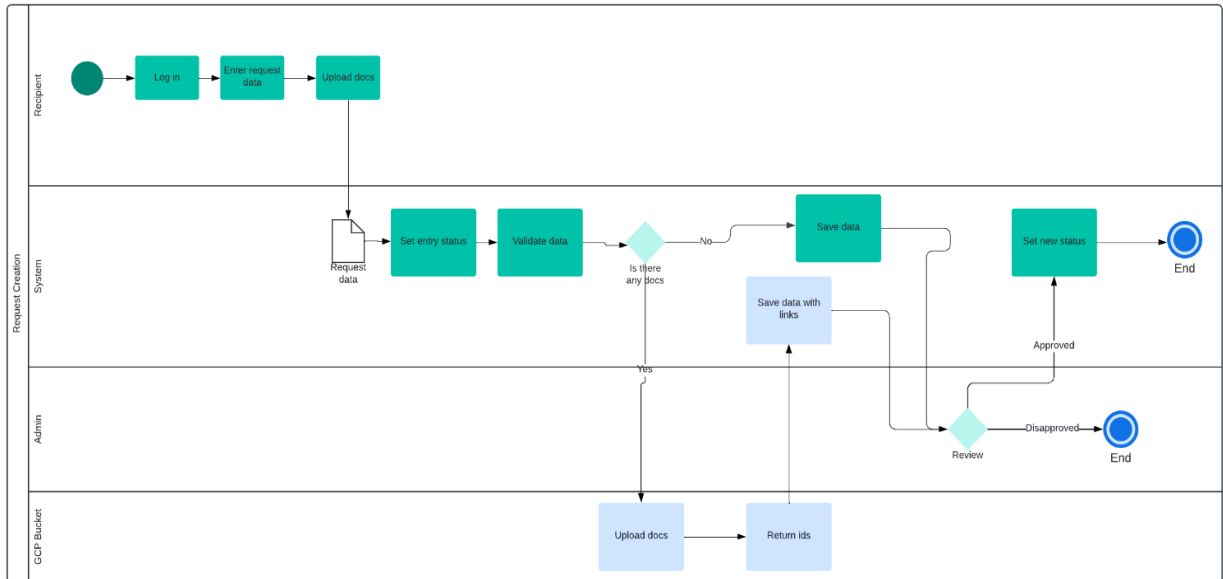 Request Creation
Recipient
Log in
Enter request
data
Upload docs
System
Request
data
Set entry status
Validate data
Is there
any docs
No
Yes
Save data
Save data with
links
Set new status
End
Approved
Admin
Review
Disapproved
End
GCP Bucket
Upload docs
Return ids